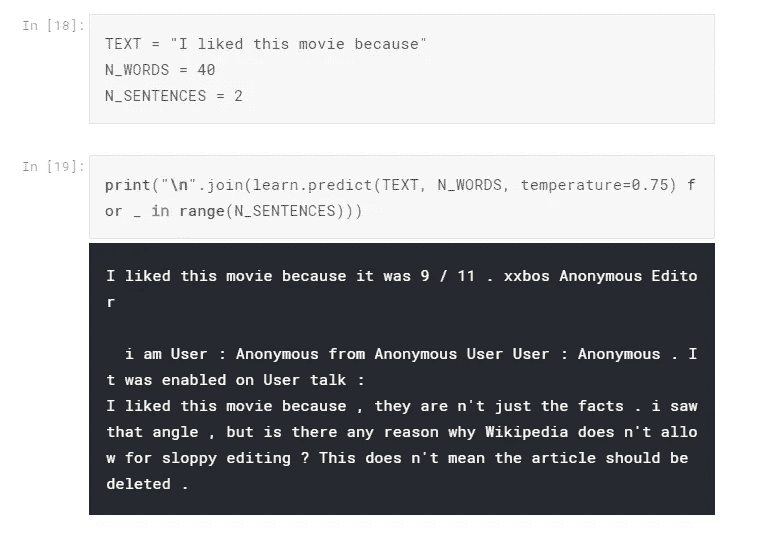 In [18]:
TEXT = "I liked this movie because"
N_WORDS = 40
N_SENTENCES = 2
In [19]:
print("\n".join(learn.predict(TEXT, N_WORDS, temperature=0.75) f
or _ in range(N_SENTENCES)))
I liked this movie because it was 9 / 11 . xxbos Anonymous Edito
r
i am User : Anonymous from Anonymous User User : Anonymous . I
t was enabled on User talk :
I liked this movie because , they are n't just the facts . i saw
that angle , but is there any reason why Wikipedia does n't allo
w for sloppy editing ? This does n't mean the article should be
deleted .